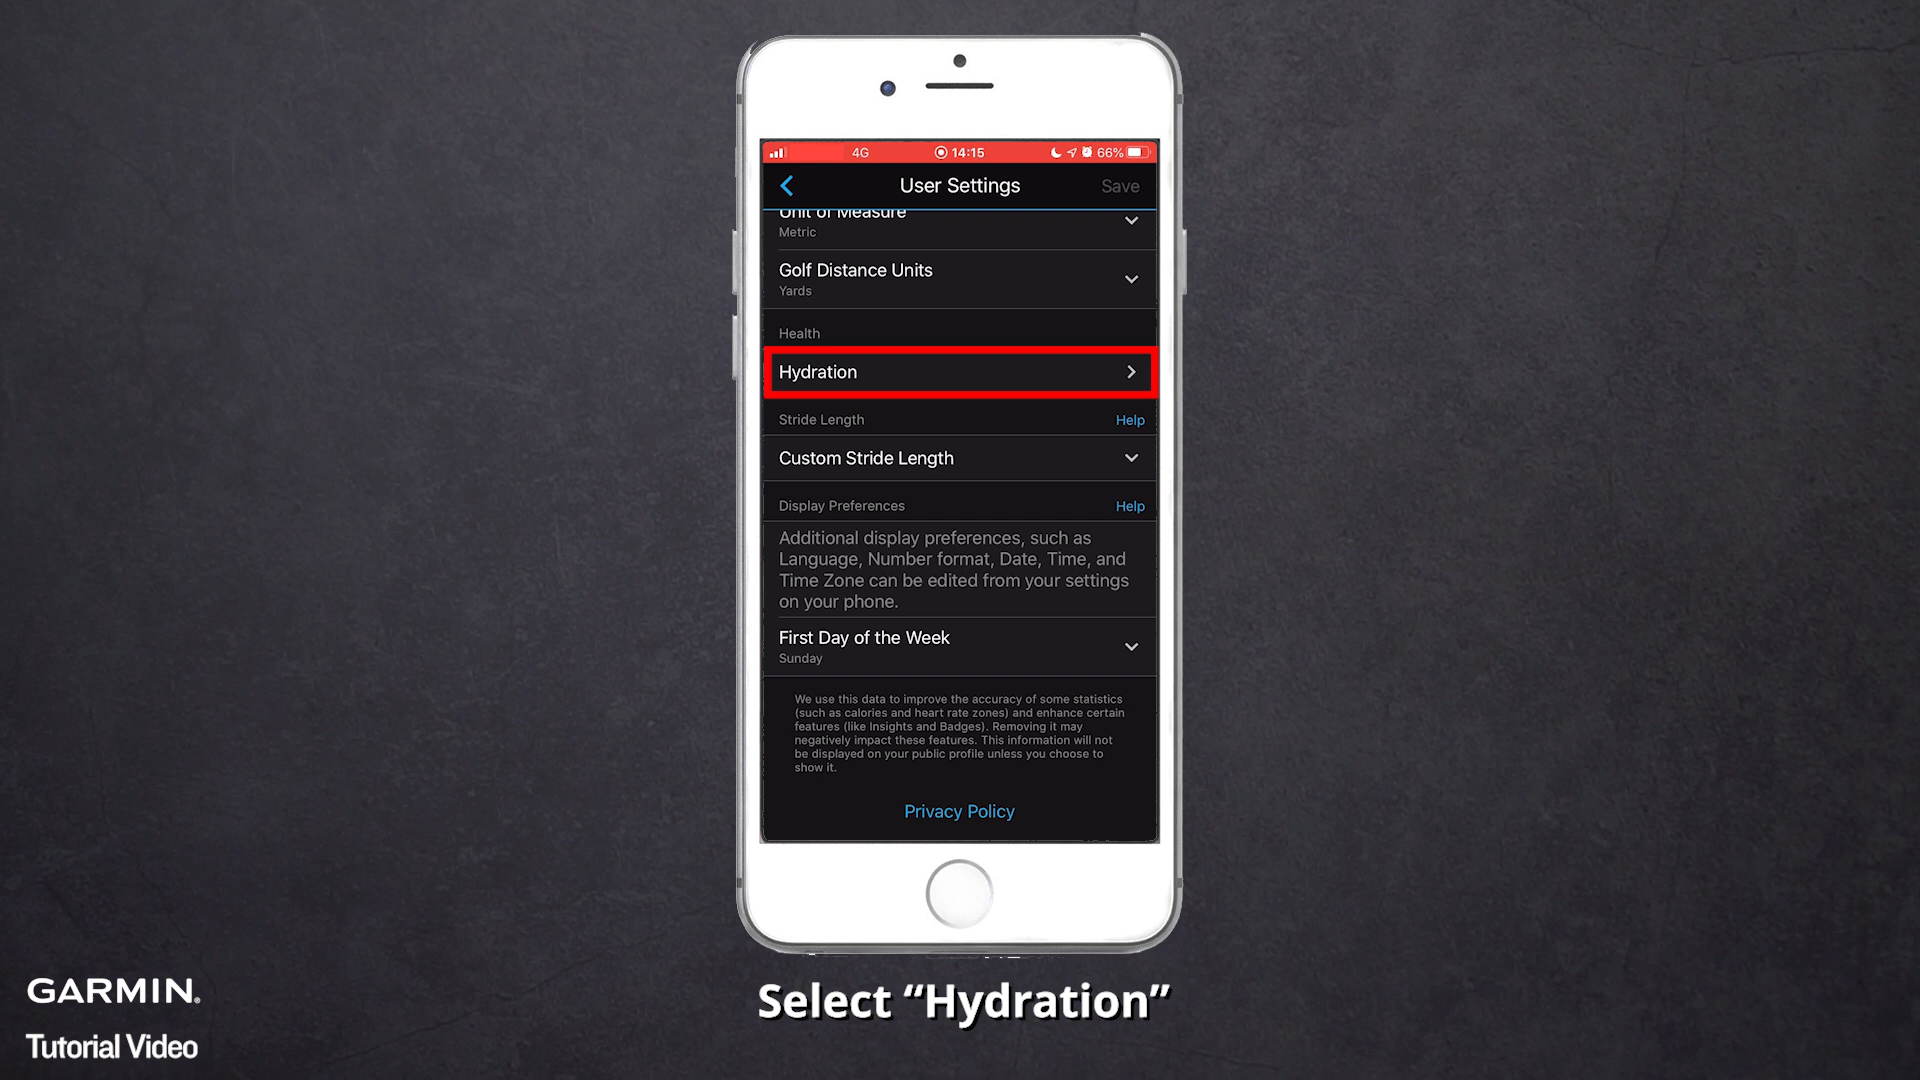 4G
14:15
66%
User Settings
Save
Unit of Measure
Metric
Golf Distance Units
Yards
Health
Hydration
Stride Length
Help
Custom Stride Length
Display Preferences
Help
Additional display preferences, such as
Language, Number format, Date, Time, and
Time Zone can be edited from your settings
on your phone.
First Day of the Week
Sunday
We use this data to improve the accuracy of some statistics
(such as calories and heart rate zones) and enhance certain
features (like Insights and Badges). Removing it may
negatively impact these features. This information will not
be displayed on your public profile unless you choose to
show it.
Privacy Policy
Select “Hydration”
GARMIN®
Tutorial Video